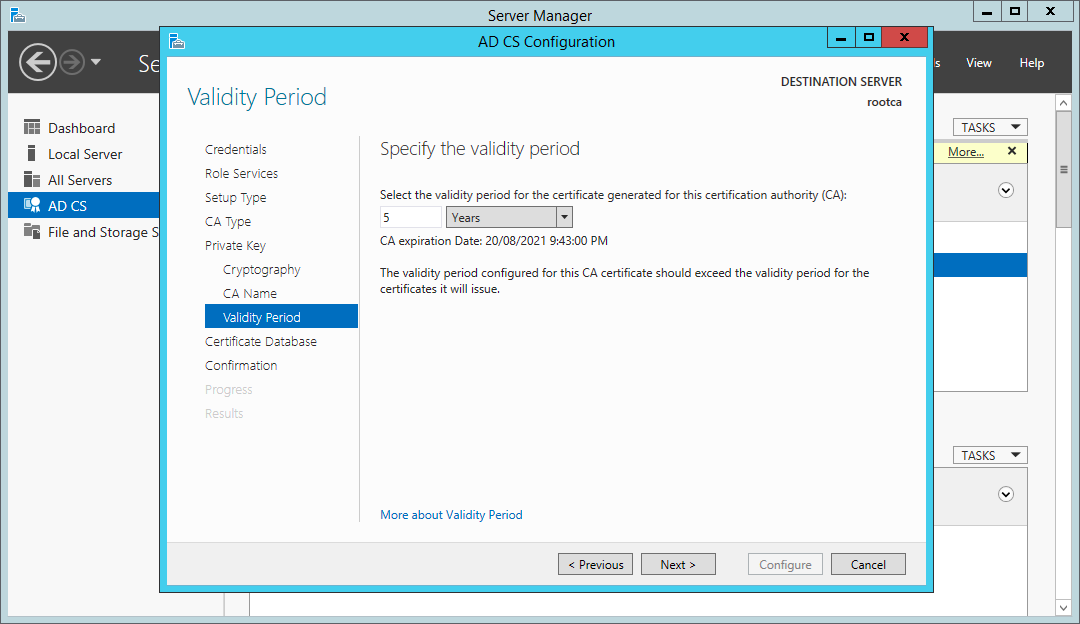 Server Manager
AD CS Configuration
Se
View
Help
Dashboard
Local Server
All Servers
AD CS
File and Storage S
TASKS
More...
TASKS
Validity Period
DESTINATION SERVER
rootca
Credentials
Role Services
Setup Type
CA Type
Private Key
Cryptography
CA Name
Validity Period
Certificate Database
Confirmation
Progress
Results
Specify the validity period
Select the validity period for the certificate generated for this certification authority (CA):
5 Years
CA expiration Date: 20/08/2021 9:43:00 PM
The validity period configured for this CA certificate should exceed the validity period for the
certificates it will issue.
More about Validity Period
< Previous
Next >
Configure
Cancel